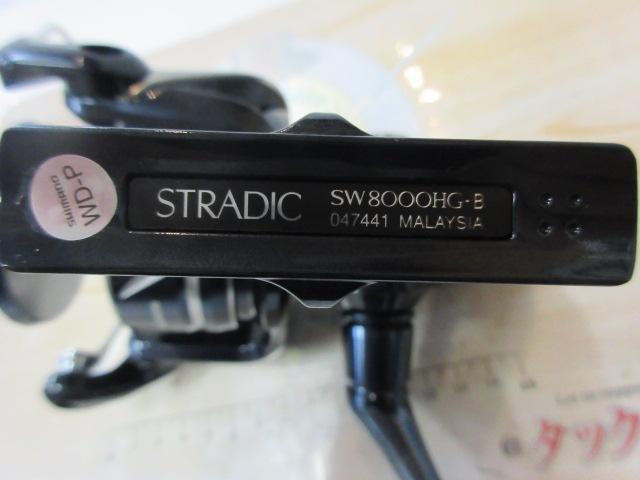 shimano
WD-P
STRADIC
SW8000HG-B
047441 MALAYSIA
タック